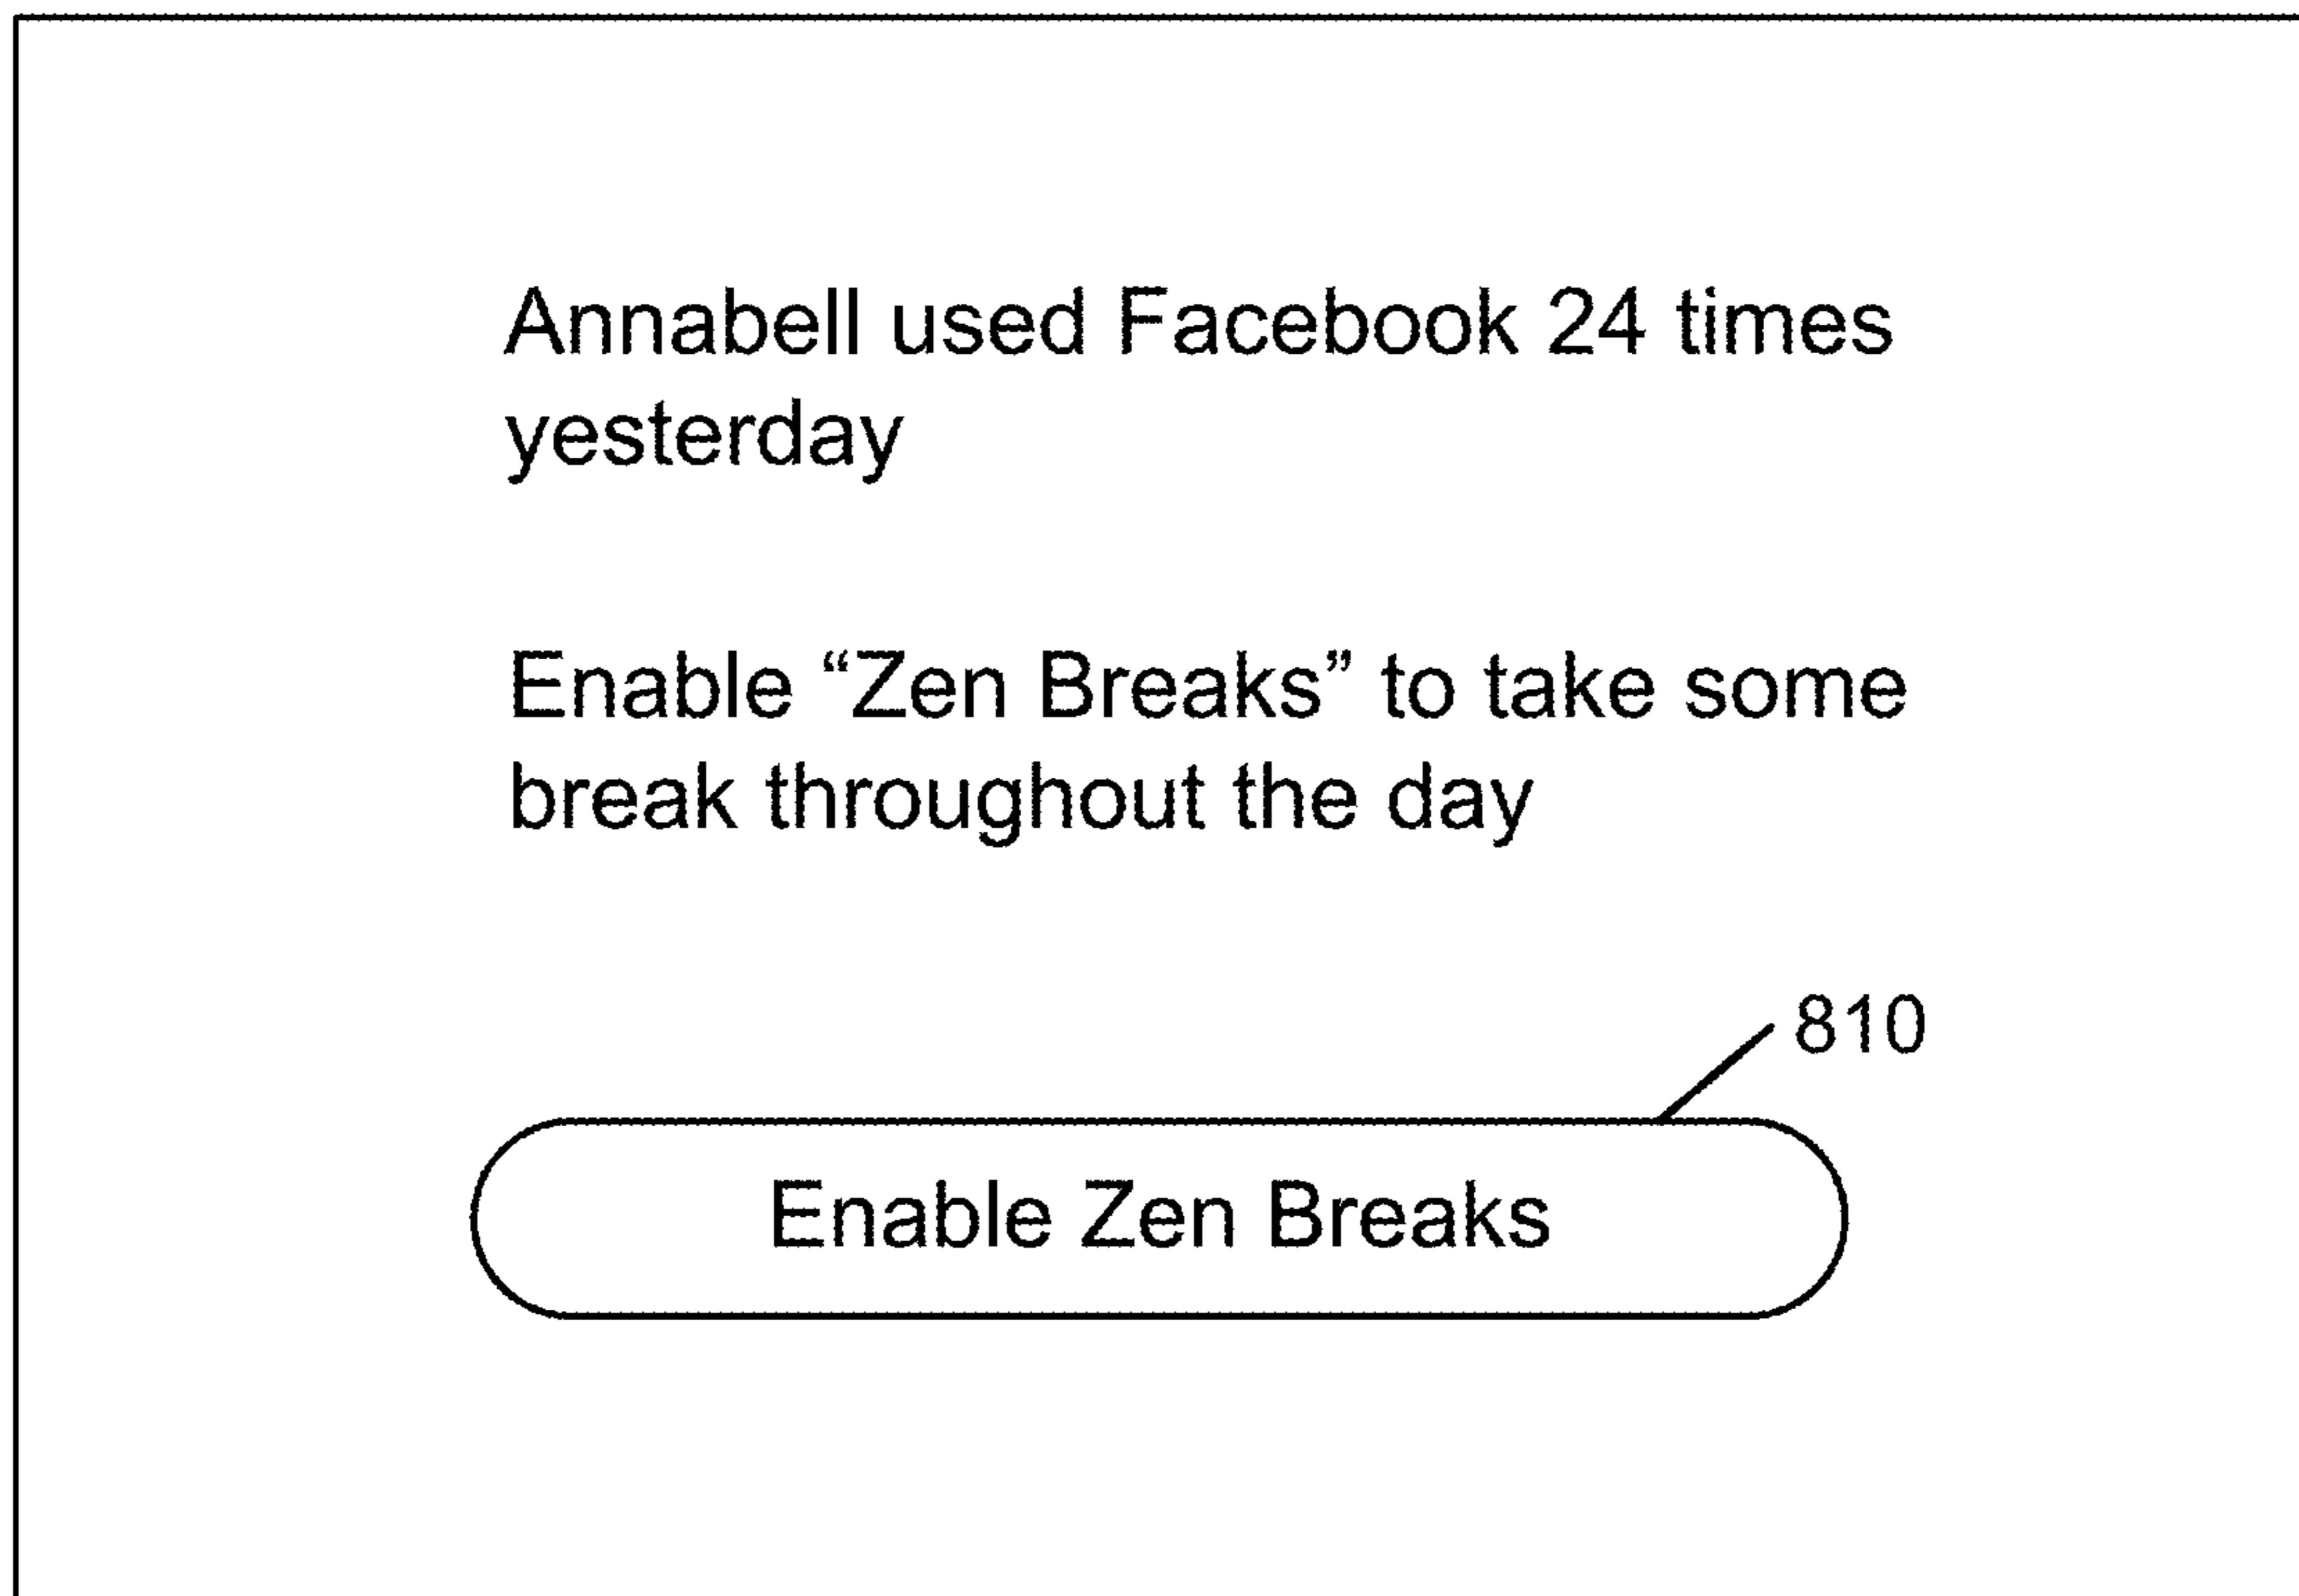 Annabell used Facebook 24 times
yesterday
Enable “Zen Breaks” to take some
break throughout the day
810
Enable Zen Breaks